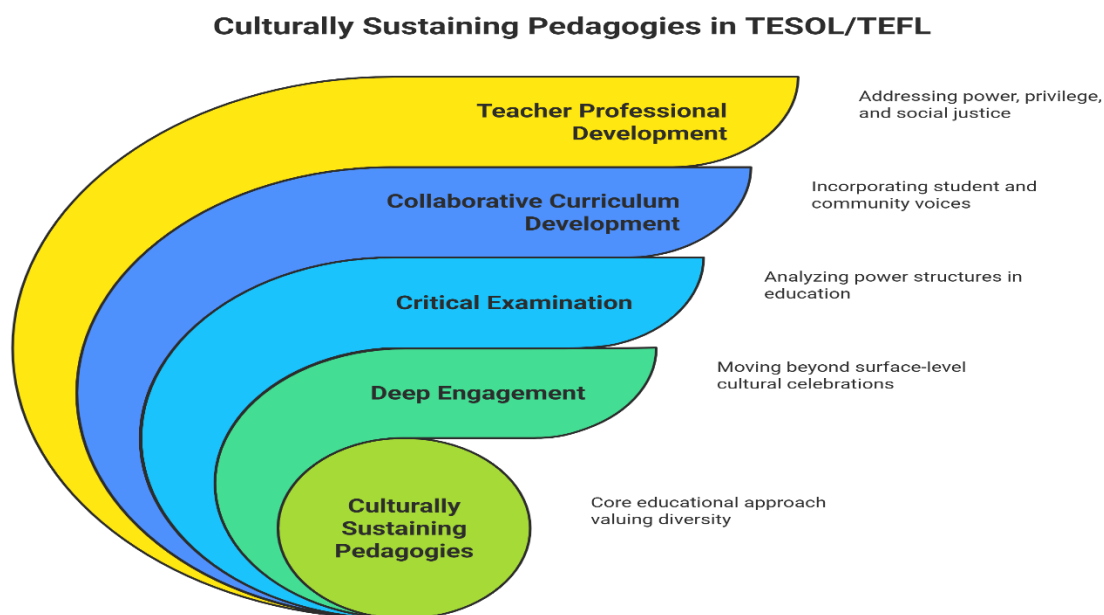 Culturally Sustaining Pedagogies in TESOL/TEFL
Teacher Professional
Development
Addressing power, privilege,
and social justice
Collaborative Curriculum
Development
Incorporating student and
community voices
Critical Examination
Analyzing power structures in
education
Deep Engagement
Moving beyond surface-level
cultural celebrations
Culturally
Sustaining
Pedagogies
Core educational approach
valuing diversity